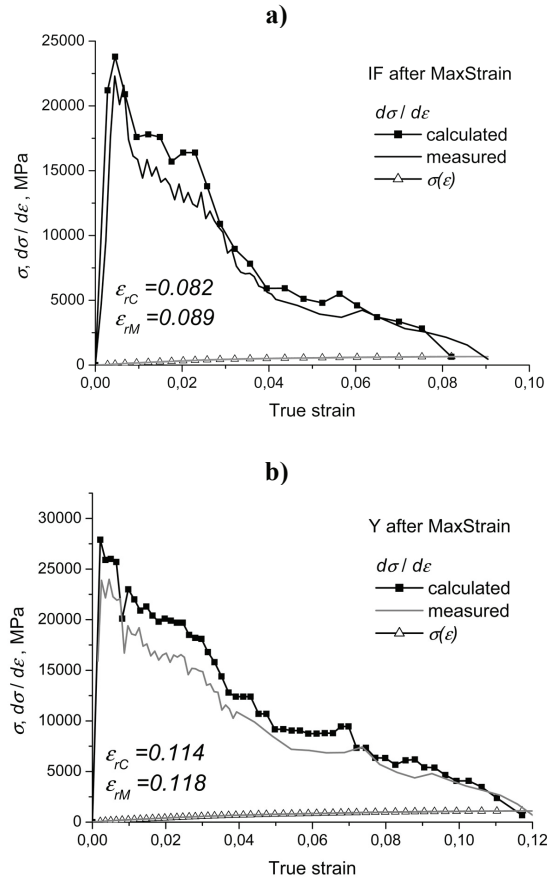 a)
25000
20000
15000
10000
5000
0
σ, dσ / dε , MPa
IF after MaxStrain
dσ / dε
calculated
measured
σ(ε)
εrC =0.082
εrM =0.089
0,00 0,02 0,04 0,06 0,08 0,10
True strain
b)
30000
25000
20000
15000
10000
5000
0
σ, dσ / dε , MPa
Y after MaxStrain
dσ / dε
calculated
measured
σ(ε)
εrC =0.114
εrM =0.118
0,00 0,02 0,04 0,06 0,08 0,10 0,12
True strain